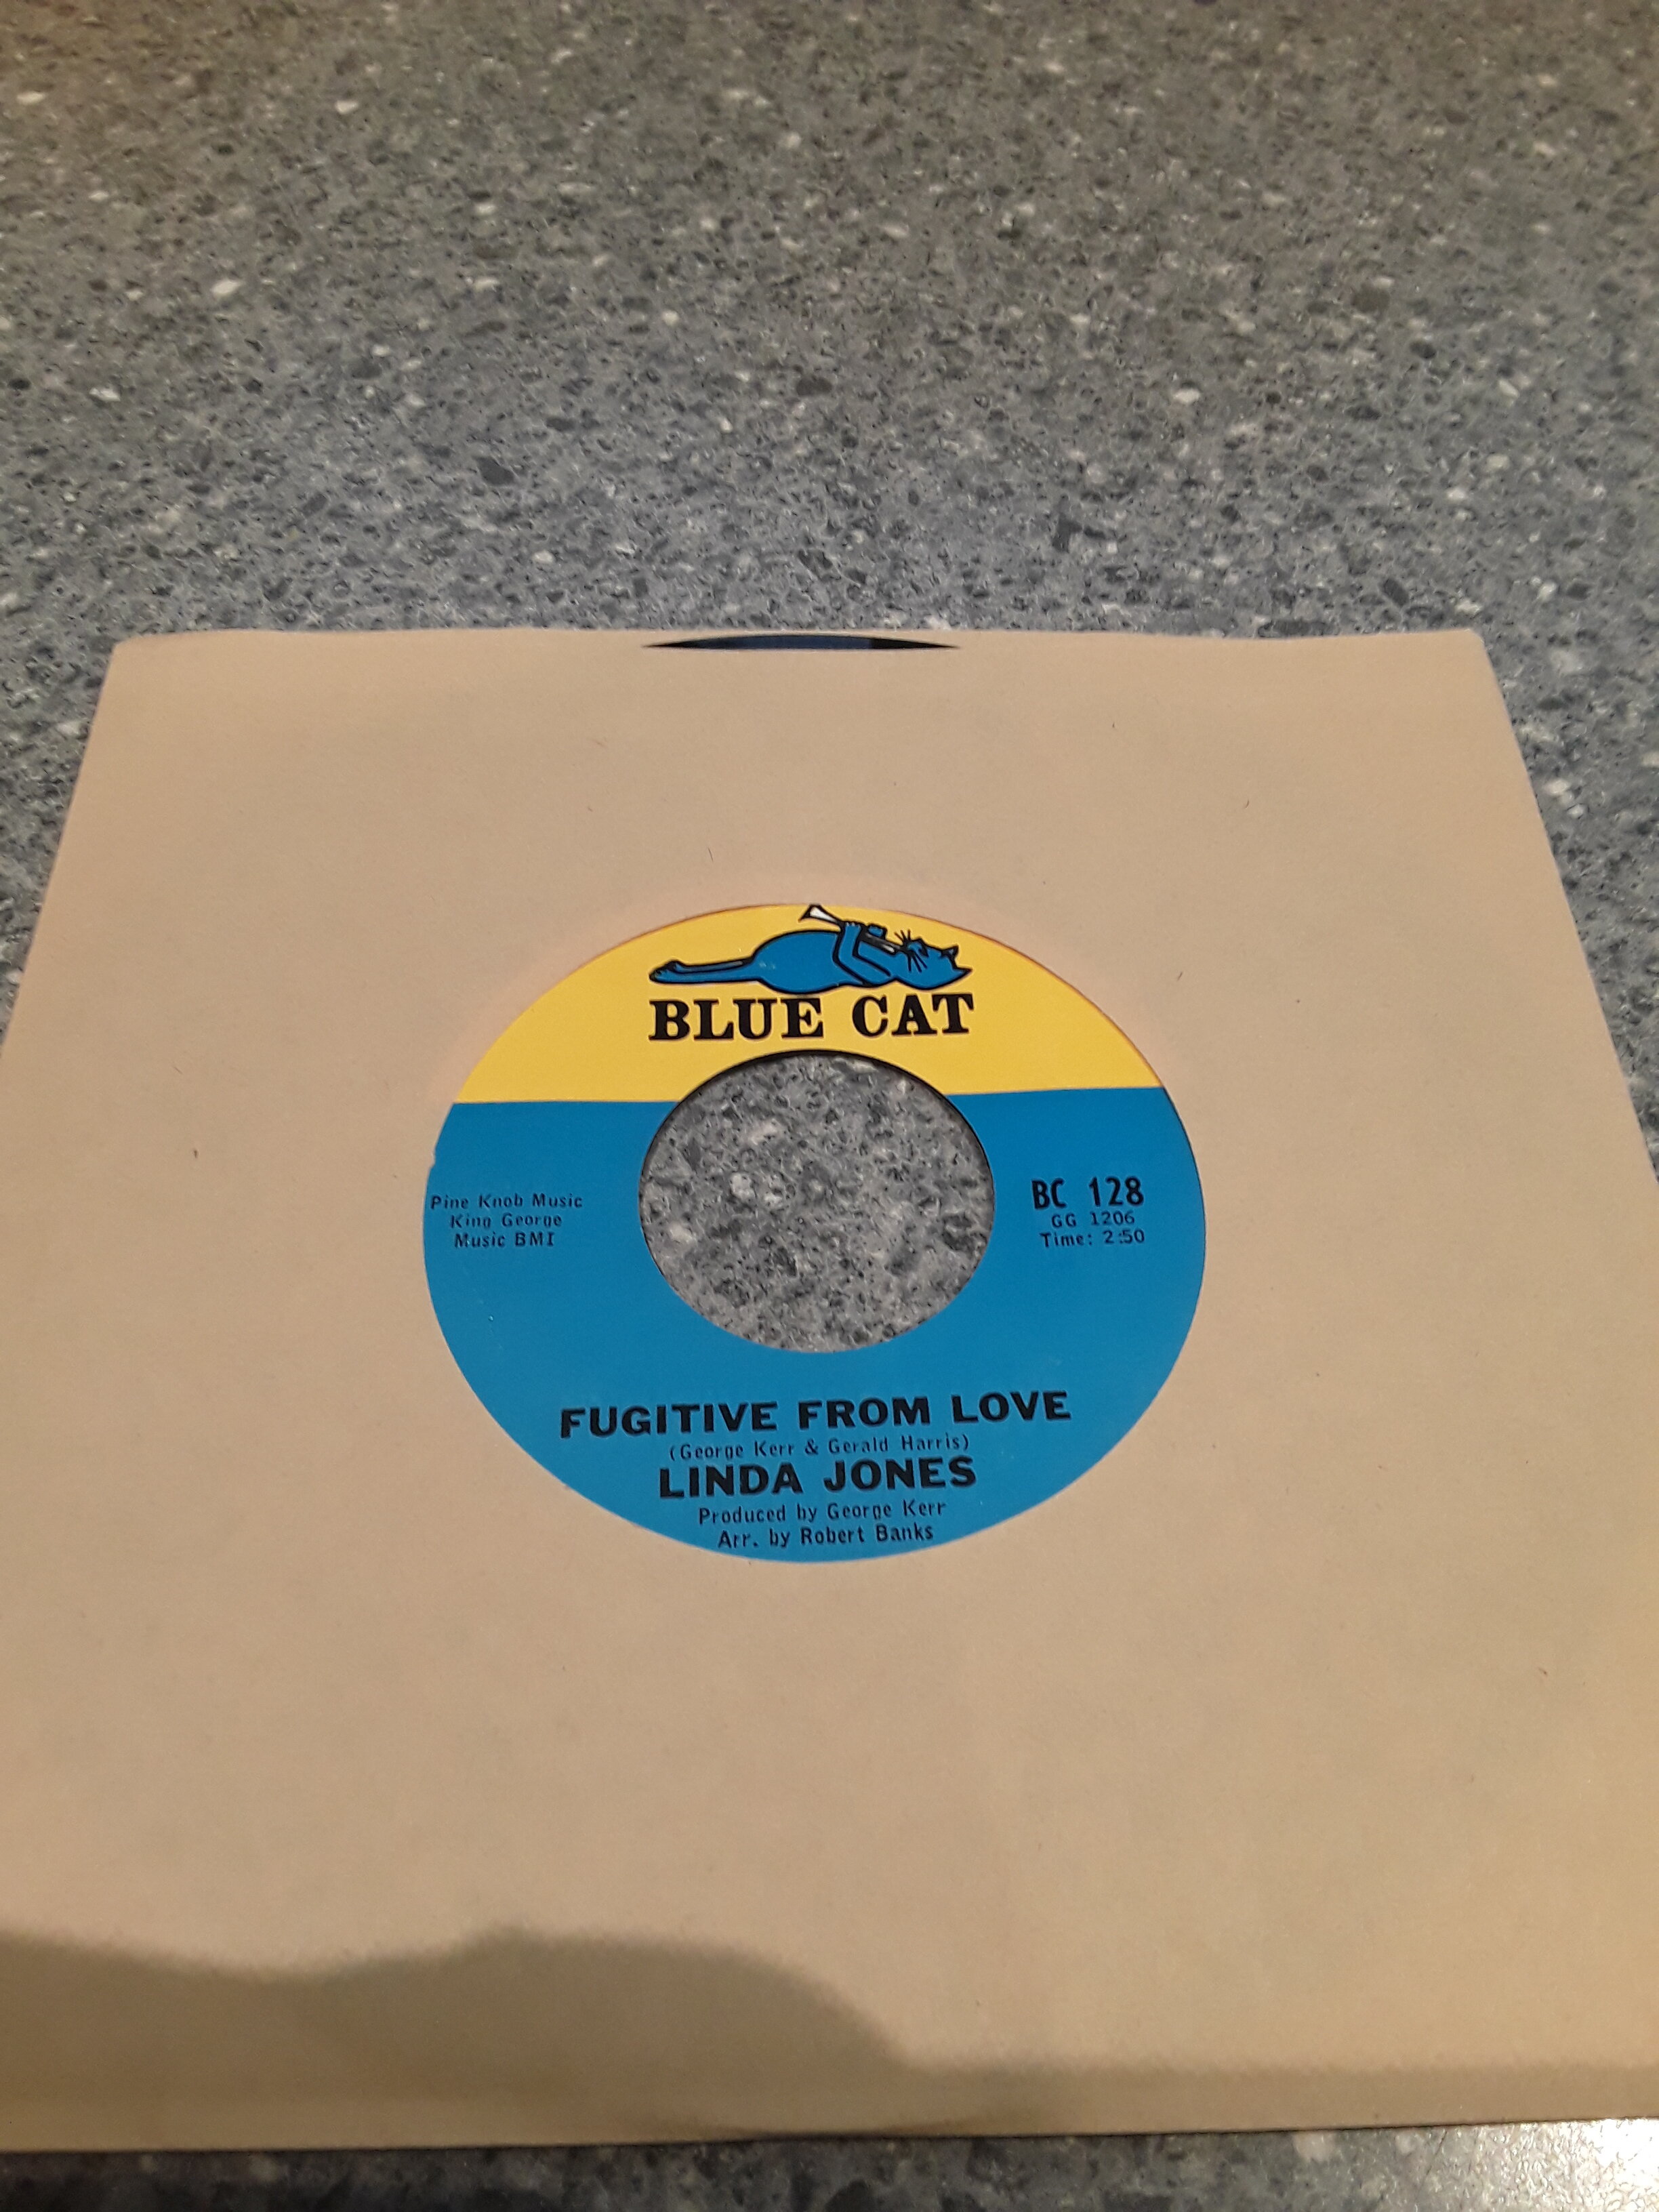 BLUE CAT
Pine Knob Music
King George
Music BMI
BC 128
GG 1206
Time: 2:50
FUGITIVE FROM LOVE
(George Kerr & Gerald Harris)
LINDA JONES
Produced by George Kerr
Arr. by Robert Banks